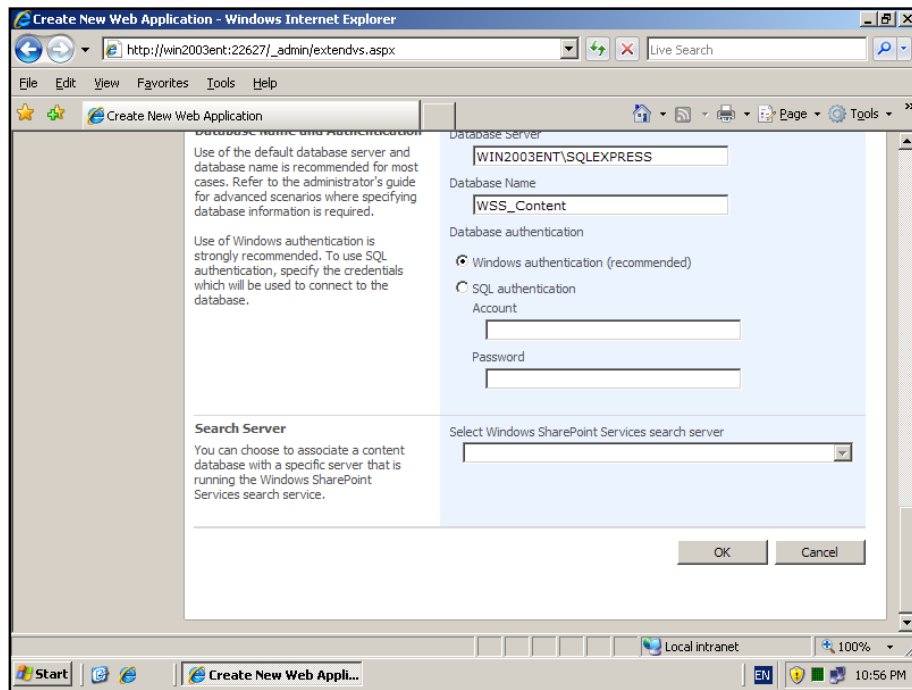 Create New Web Application - Windows Internet Explorer
http://win2003ent:22627/_admin/extendvs.aspx
Live Search
File Edit View Favorites Tools Help
Create New Web Application
Page Tools
Database Name and Authentication
Use of the default database server and
database name is recommended for most
cases. Refer to the administrator's guide
for advanced scenarios where specifying
database information is required.
Use of Windows authentication is
strongly recommended. To use SQL
authentication, specify the credentials
which will be used to connect to the
database.
Database Server
WIN2003ENT\SQLEXPRESS
Database Name
WSS_Content
Database authentication
Windows authentication (recommended)
SQL authentication
Account
Password
Search Server
You can choose to associate a content
database with a specific server that is
running the Windows SharePoint
Services search service.
Select Windows SharePoint Services search server
OK Cancel
Local intranet 100%
Start Create New Web Appli... EN 10:56 PM